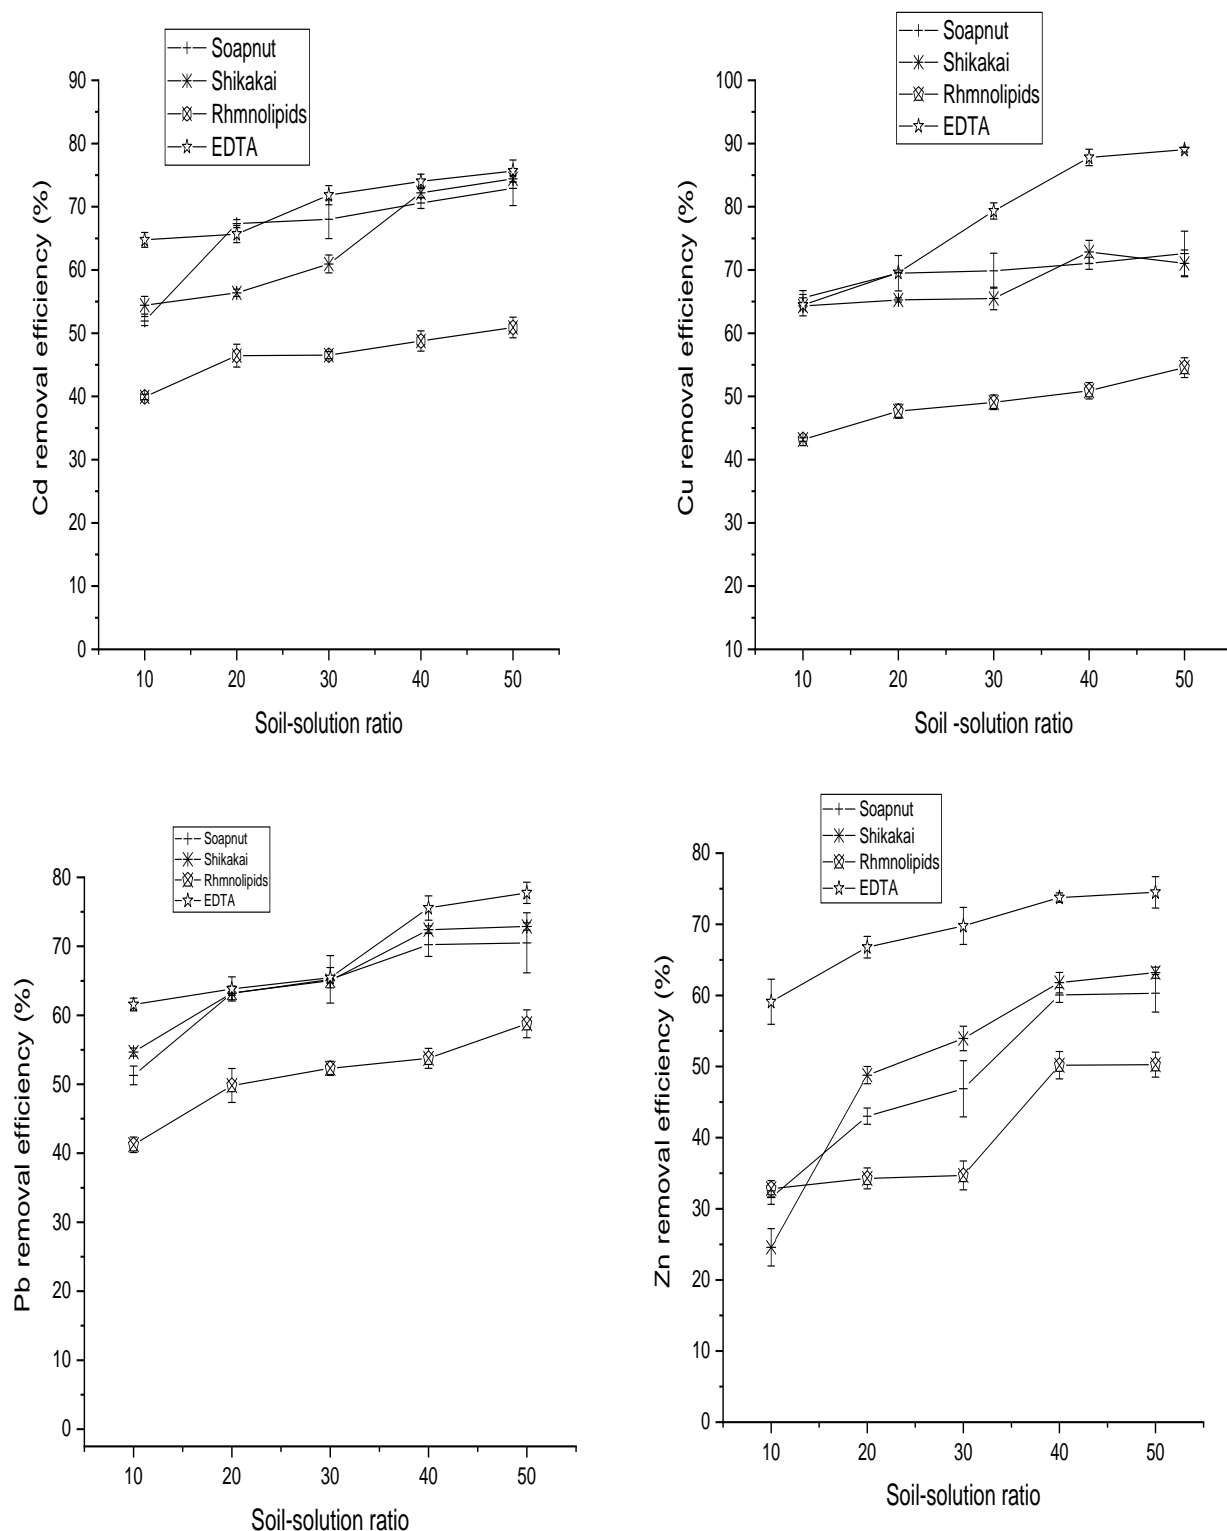 Soapnut
Shikakai
Rhmnolipids
EDTA
90
80
70
60
50
40
30
20
10
0
Cd removal efficiency (%)
10 20 30 40 50
Soil-solution ratio
Soapnut
Shikakai
Rhmnolipids
EDTA
100
90
80
70
60
50
40
30
20
10
Cu removal efficiency (%)
10 20 30 40 50
Soil -solution ratio
Soapnut
Shikakai
Rhmnolipids
EDTA
80
70
60
50
40
30
20
10
0
Pb removal efficiency (%)
10 20 30 40 50
Soil-solution ratio
Soapnut
Shikakai
Rhmnolipids
EDTA
80
70
60
50
40
30
20
10
0
Zn removal efficiency (%)
10 20 30 40 50
Soil-solution ratio